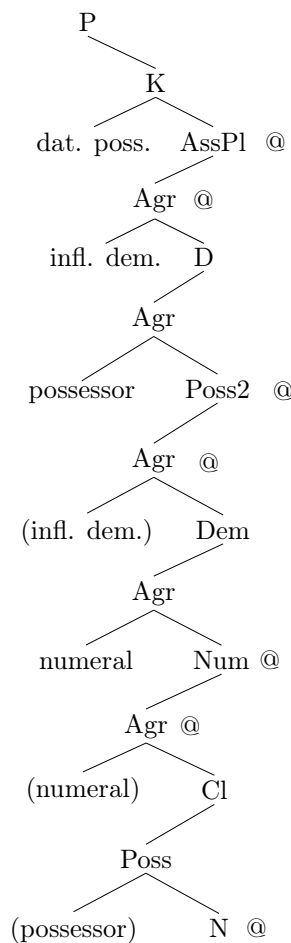 P
K
dat. poss. AssPl @
Agr @
infl. dem. D
Agr
possessor Poss2 @
Agr @
(infl. dem.) Dem
Agr
numeral Num @
Agr @
(numeral) Cl
Poss
(possessor) N @